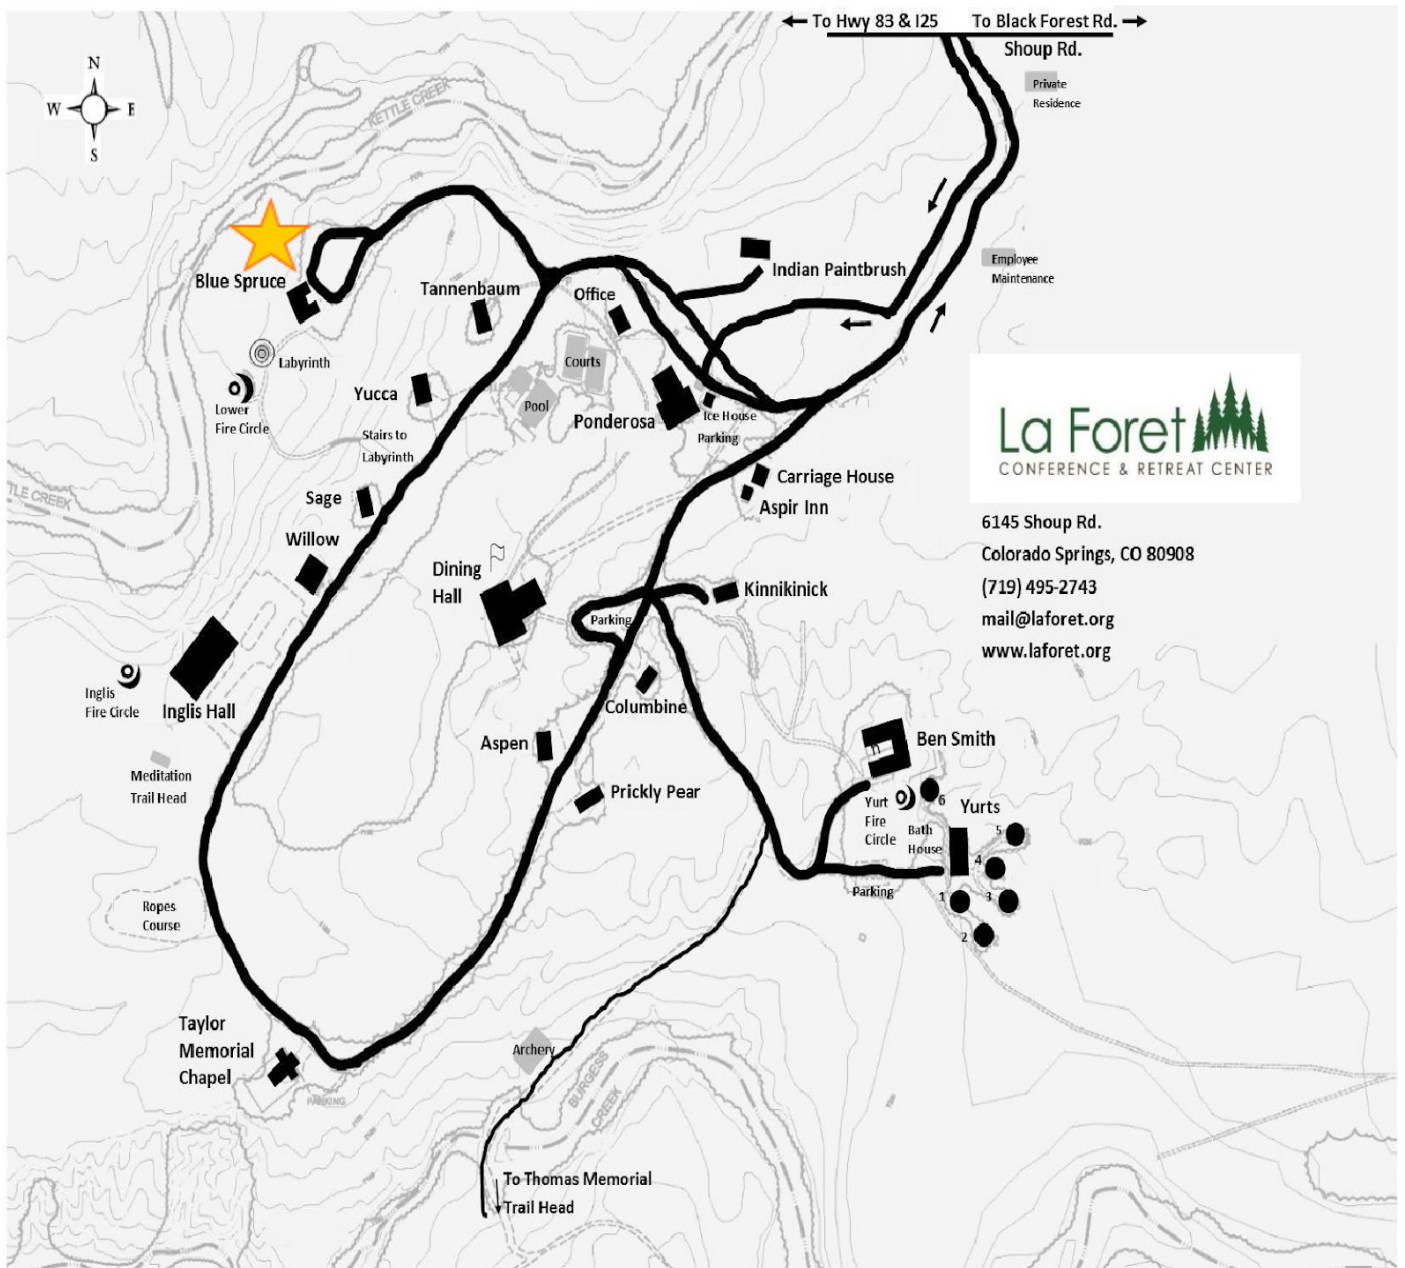 To Hwy 83 & I25
To Black Forest Rd.
Shoup Rd.
Private
Residence
N
W
E
S
KETTLE CREEK
Blue Spruce
Tannenbaum
Office
Indian Paintbrush
Employee
Maintenance
Labyrinth
Lower
Fire Circle
Yucca
Stairs to
Labyrinth
Courts
Pool
Ponderosa
Ice House
Parking
Carriage House
Aspir Inn
La Foret
CONFERENCE & RETREAT CENTER
6145 Shoup Rd.
Colorado Springs, CO 80908
(719) 495-2743
mail@laforet.org
www.laforet.org
TLE CREEK
Sage
Willow
Dining
Hall
Kinnikinick
Parking
Columbine
Inglis
Fire Circle
Inglis Hall
Aspen
Prickly Pear
Meditation
Trail Head
Ben Smith
Yurt
Fire
Circle
6
Yurts
Bath
House
5
4
Parking
1
3
2
Ropes
Course
Taylor
Memorial
Chapel
PARKING
Archery
BURGESS
CREEK
To Thomas Memorial
Trail Head